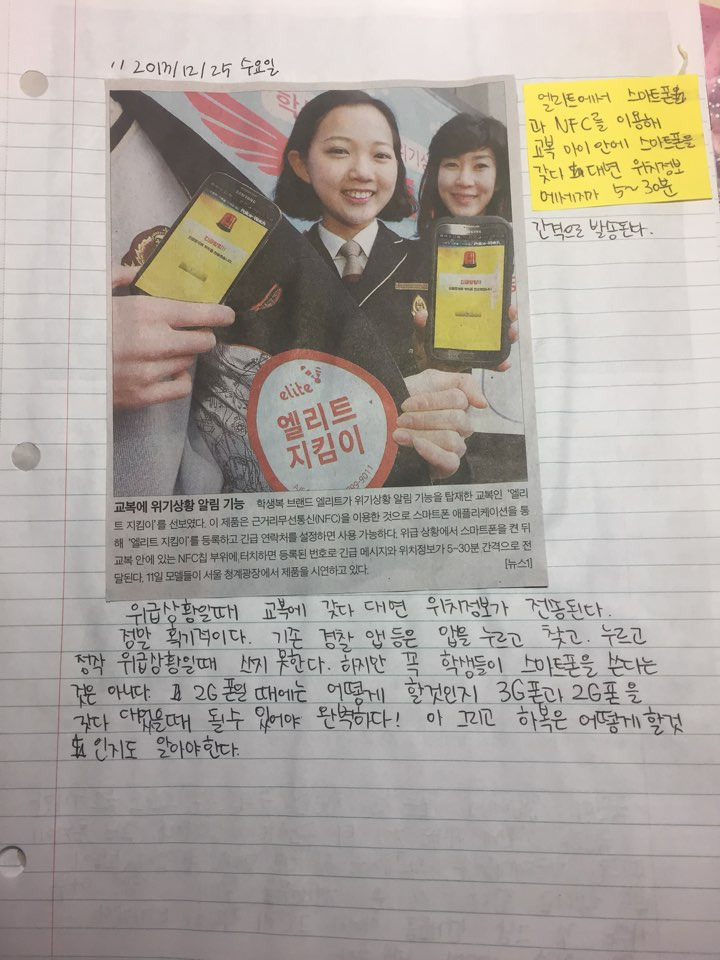 " 2017/12/25 수요일
엘리트에서 스마트폰
과 NFC를 이용해
교복 마이 안에 스마트폰을
갖다 대면 위치정보
메세지가 5~30분
간격으로 발송된다.
elite
엘리트
지킴이
교복에 위기상황 알림 기능 학생복 브랜드 엘리트가 위기상황 알림 기능을 탑재한 교복인 '엘리
트 지킴이'를 선보였다. 이 제품은 근거리무선통신(NFC)을 이용한 것으로 스마트폰 애플리케이션을 통
해 '엘리트 지킴이'를 등록하고 긴급 연락처를 설정하면 사용 가능하다. 위급 상황에서 스마트폰을 켠 뒤
교복 안에 있는 NFC칩 부위에 터치하면 등록된 번호로 긴급 메시지와 위치정보가 5~30분 간격으로 전
달된다. 11일 모델들이 서울 청계광장에서 제품을 시연하고 있다. [뉴스1]
위급상황일때 교복에 갖다 대면 위치정보가 전송된다.
정말 획기적이다. 기존 경찰 앱 등은 앱을 누르고 찾고. 누르고
정작 위급상황일때 쓰지 못한다. 하지만 꼭 학생들이 스마트폰을 쓴다는
것은 아니다. 2G폰일 때에는 어떻게 할것인지 3G폰과 2G폰을
갖다 대었을때 될수 있어야 완벽하다! 아 그리고 하복은 어떻게 할것
인지도 알아야한다.